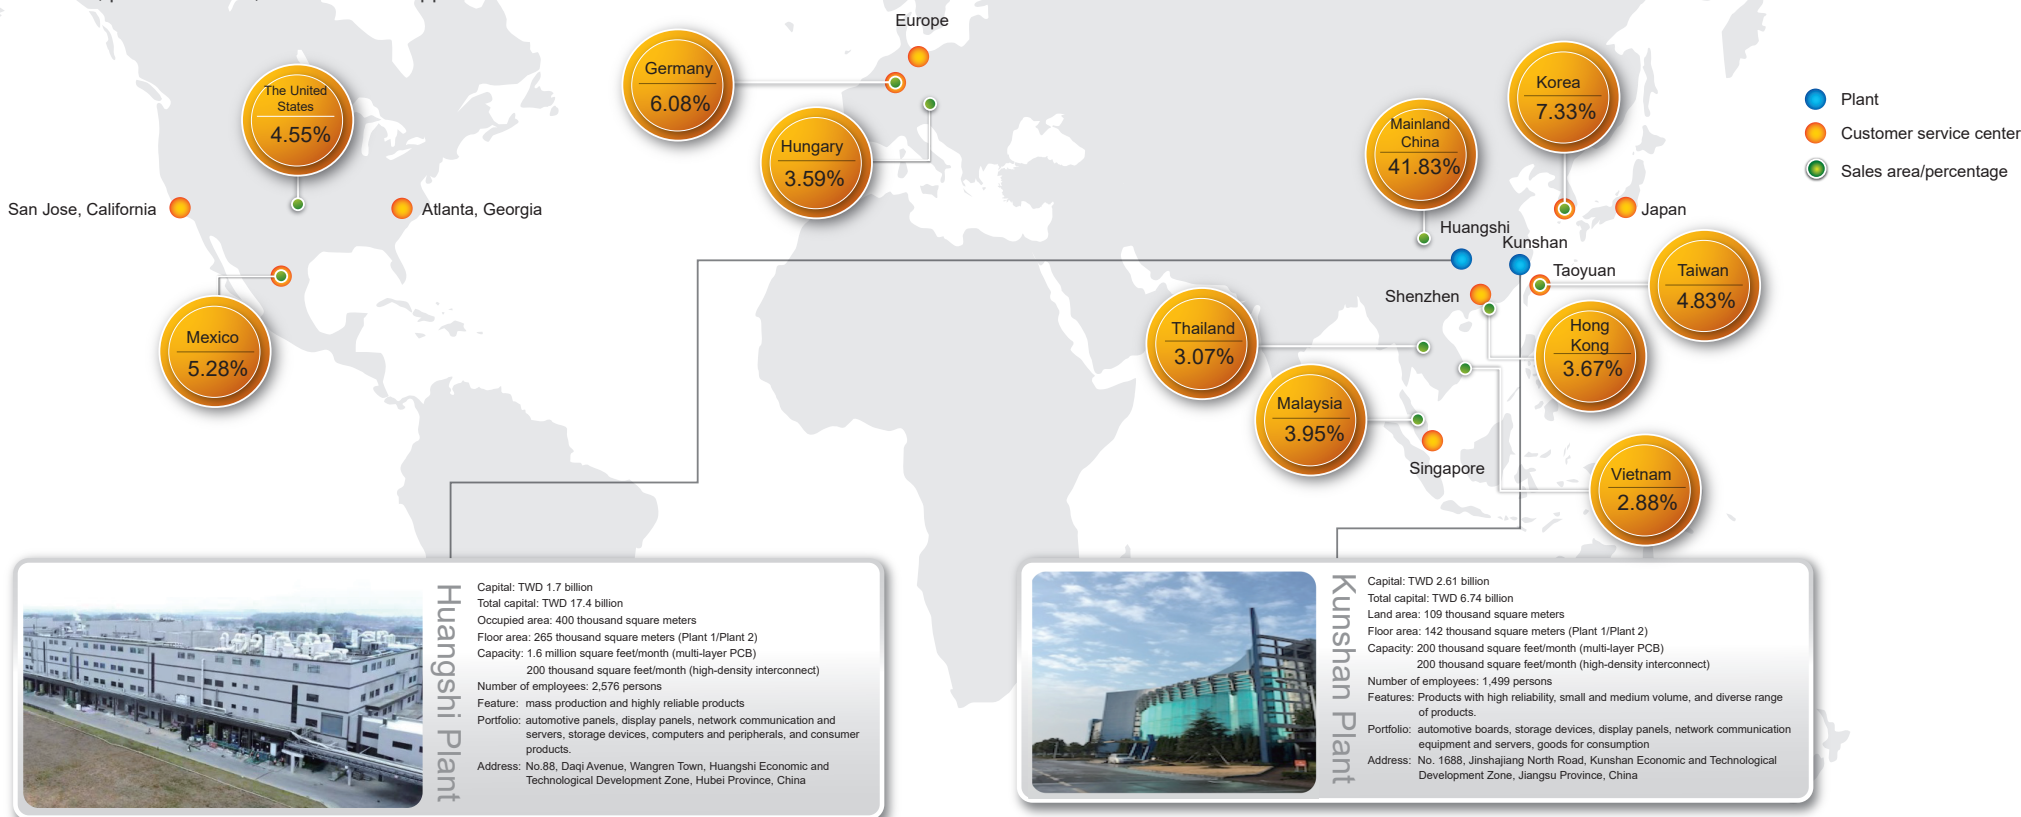 Europe
The United
States
4.55%
Germany
6.08%
Hungary
3.59%
Mainland
China
41.83%
Korea
7.33%
Plant
Customer service center
Sales area/percentage
San Jose, California
Atlanta, Georgia
Japan
Huangshi
Kunshan
Taoyuan
Shenzhen
Taiwan
4.83%
Mexico
5.28%
Thailand
3.07%
Hong
Kong
3.67%
Malaysia
3.95%
Singapore
Vietnam
2.88%
Huangshi Plant
Capital: TWD 1.7 billion
Total capital: TWD 17.4 billion
Occupied area: 400 thousand square meters
Floor area: 265 thousand square meters (Plant 1/Plant 2)
Capacity: 1.6 million square feet/month (multi-layer PCB)
200 thousand square feet/month (high-density interconnect)
Number of employees: 2,576 persons
Feature: mass production and highly reliable products
Portfolio: automotive panels, display panels, network communication and
servers, storage devices, computers and peripherals, and consumer
products.
Address: No.88, Daqi Avenue, Wangren Town, Huangshi Economic and
Technological Development Zone, Hubei Province, China
Kunshan Plant
Capital: TWD 2.61 billion
Total capital: TWD 6.74 billion
Land area: 109 thousand square meters
Floor area: 142 thousand square meters (Plant 1/Plant 2)
Capacity: 200 thousand square feet/month (multi-layer PCB)
200 thousand square feet/month (high-density interconnect)
Number of employees: 1,499 persons
Features: Products with high reliability, small and medium volume, and diverse range
of products.
Portfolio: automotive boards, storage devices, display panels, network communication
equipment and servers, goods for consumption
Address: No. 1688, Jinshajiang North Road, Kunshan Economic and Technological
Development Zone, Jiangsu Province, China